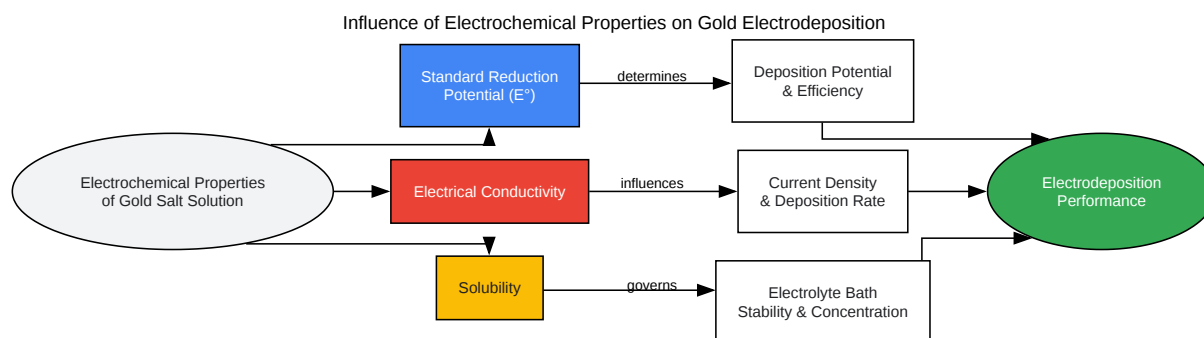 Influence of Electrochemical Properties on Gold Electrodeposition
Standard Reduction
Potential (E°)
determines
Deposition Potential
& Efficiency
Electrochemical Properties
of Gold Salt Solution
Electrical Conductivity
influences
Current Density
& Deposition Rate
Electrodeposition
Performance
Solubility
governs
Electrolyte Bath
Stability & Concentration